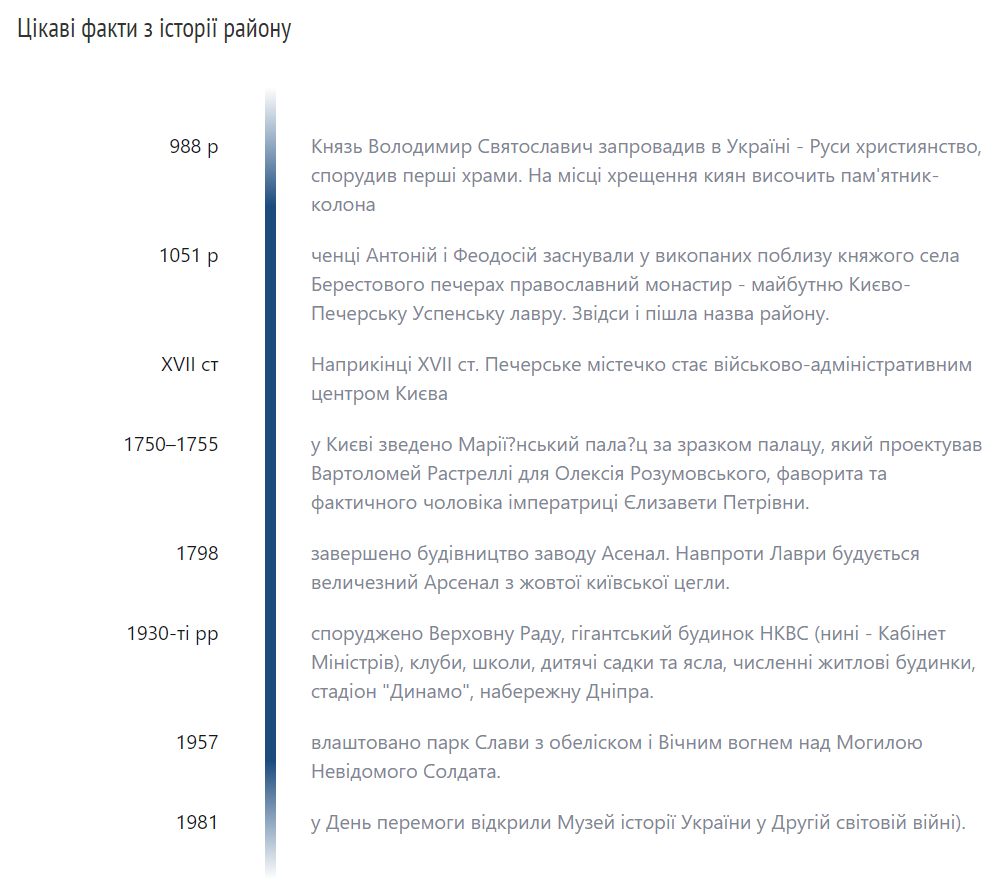 Цікаві факти з історії району
988 р
Князь Володимир Святославич запровадив в Україні - Руси християнство,
спорудив перші храми. На місці хрещення киян височить пам'ятник-
колона
1051 р
ченці Антоній і Феодосій заснували у викопаних поблизу княжого села
Берестового печерах православний монастир - майбутню Києво-
Печерську Успенську лавру. Звідси і пішла назва району.
XVII ст
Наприкінці XVII ст. Печерське містечко стає військово-адміністративним
центром Києва
1750–1755
у Києві зведено Марії?нський пала?ц за зразком палацу, який проектував
Вартоломей Растреллі для Олексія Розумовського, фаворита та
фактичного чоловіка імператриці Єлизавети Петрівни.
1798
завершено будівництво заводу Асенал. Навпроти Лаври будується
величезний Арсенал з жовтої київської цегли.
1930-ті рр
споруджено Верховну Раду, гігантський будинок НКВС (нині - Кабінет
Міністрів), клуби, школи, дитячі садки та ясла, численні житлові будинки,
стадіон "Динамо", набережну Дніпра.
1957
влаштовано парк Слави з обеліском і Вічним вогнем над Могилою
Невідомого Солдата.
1981
у День перемоги відкрили Музей історії України у Другій світовій війні).